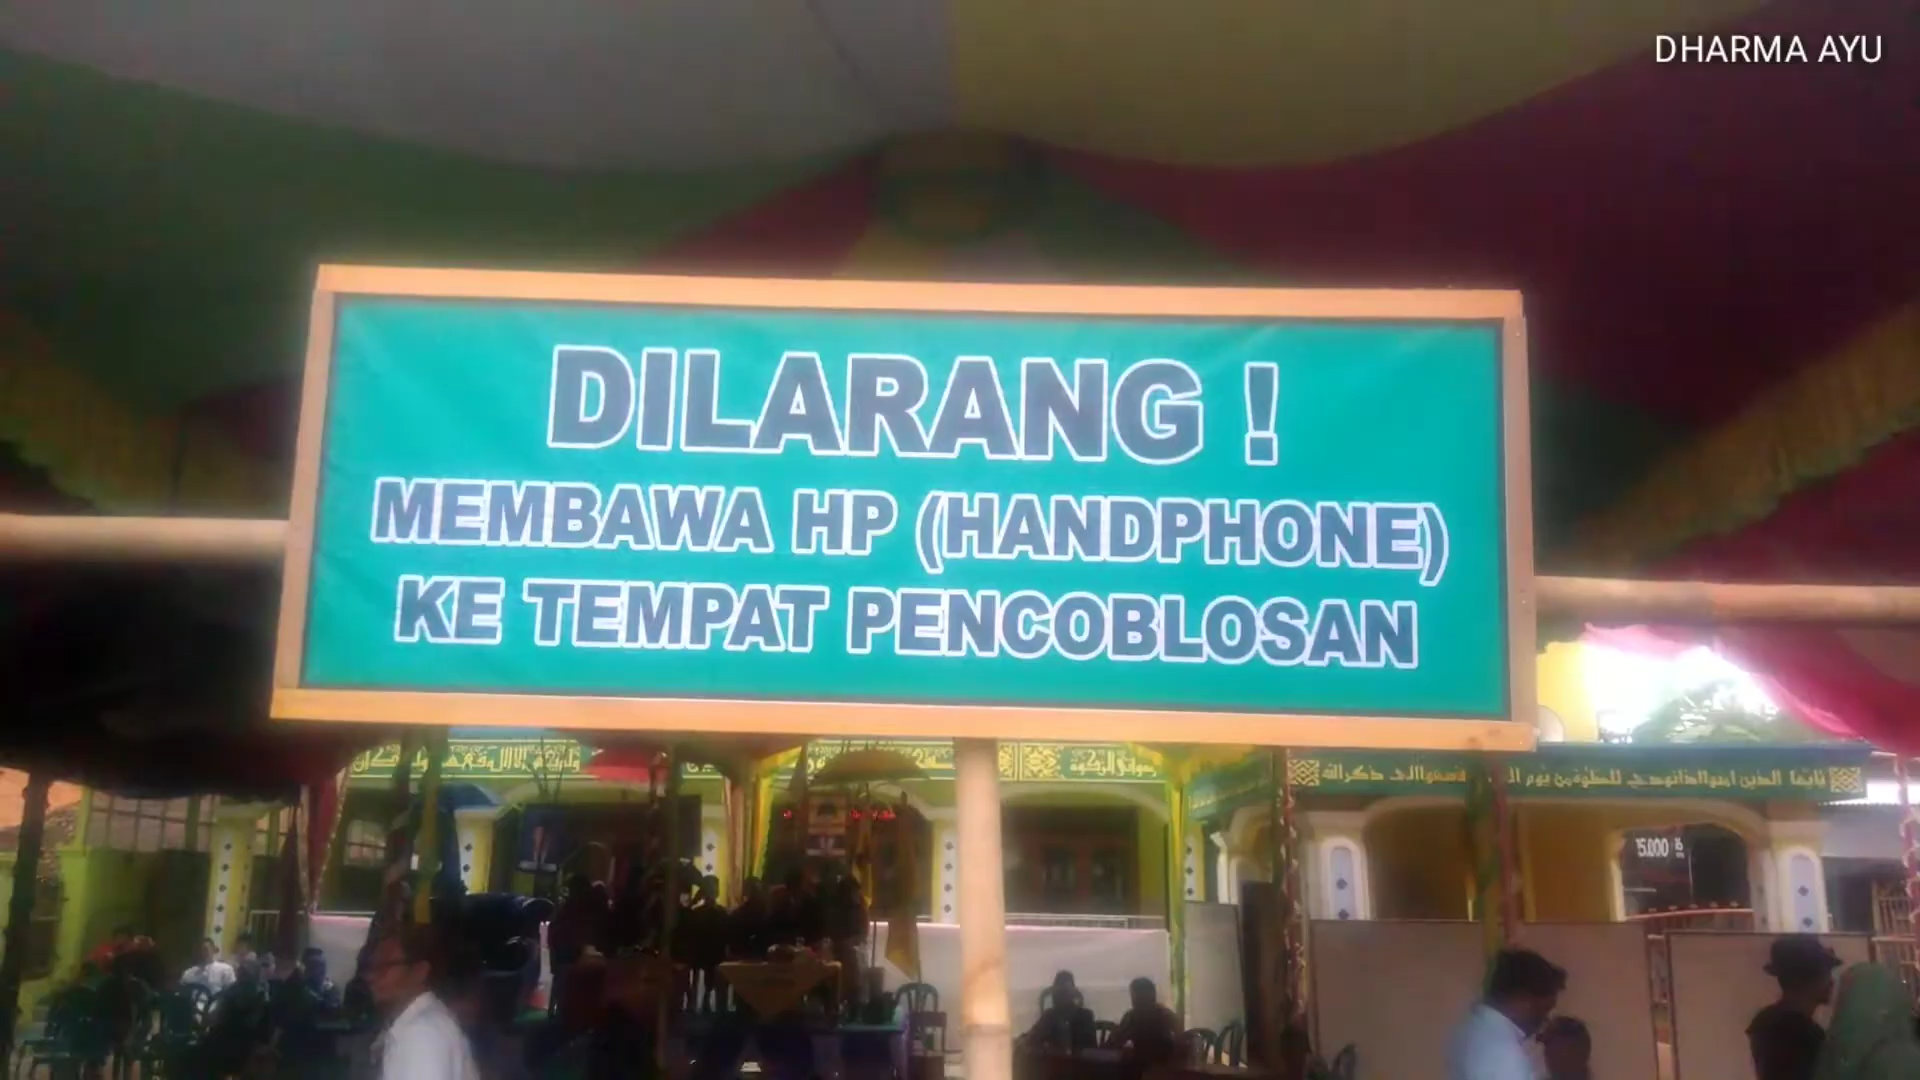 DHARMA AYU
DILARANG !
MEMBAWA HP (HANDPHONE)
KE TEMPAT PENCOBLOSAN
15.000